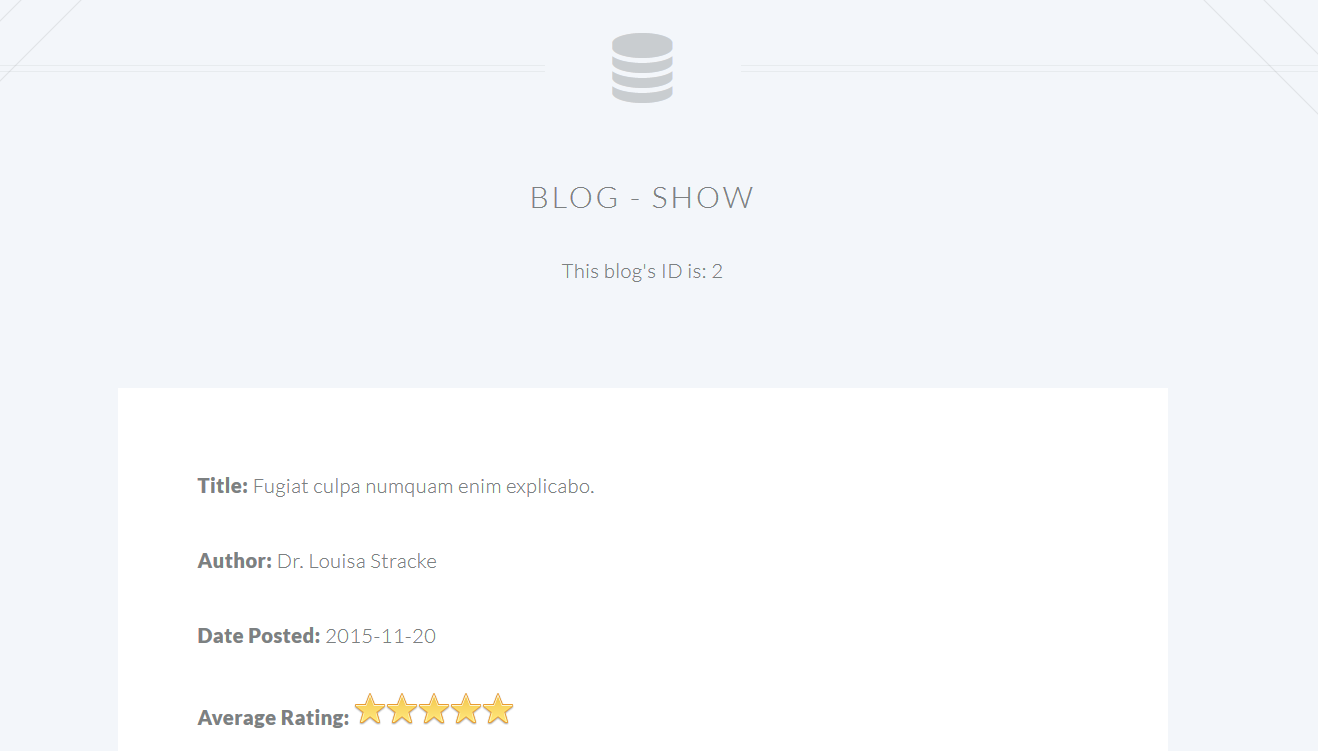 BLOG - SHOW
This blog's ID is: 2
Title: Fugiat culpa numquam enim explicabo.
Author: Dr. Louisa Stracke
Date Posted: 2015-11-20
Average Rating: